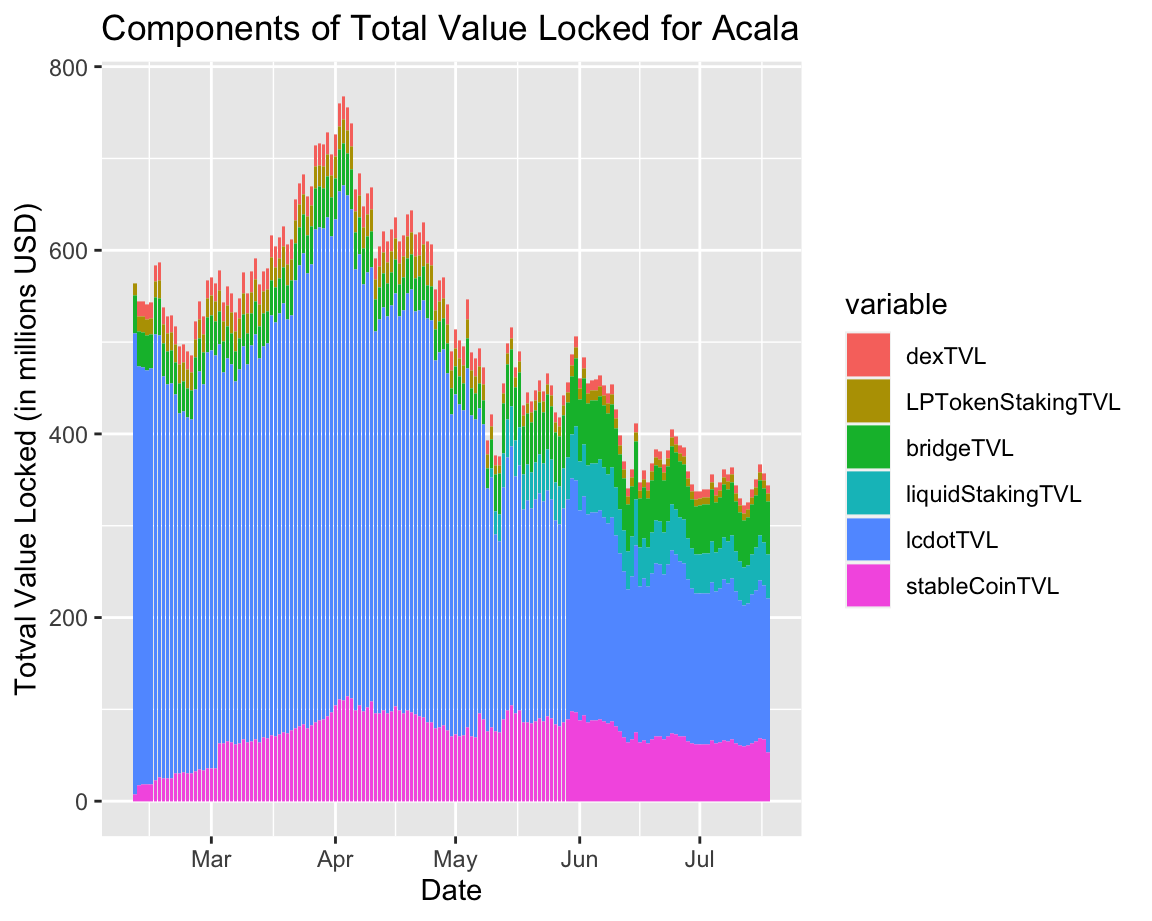 Components of Total Value Locked for Acala
Totval Value Locked (in millions USD)
800
600
400
200
0
Mar
Apr
May
Jun
Jul
Date
variable
dexTVL
LPTokenStakingTVL
bridgeTVL
liquidStakingTVL
lcdotTVL
stableCoinTVL